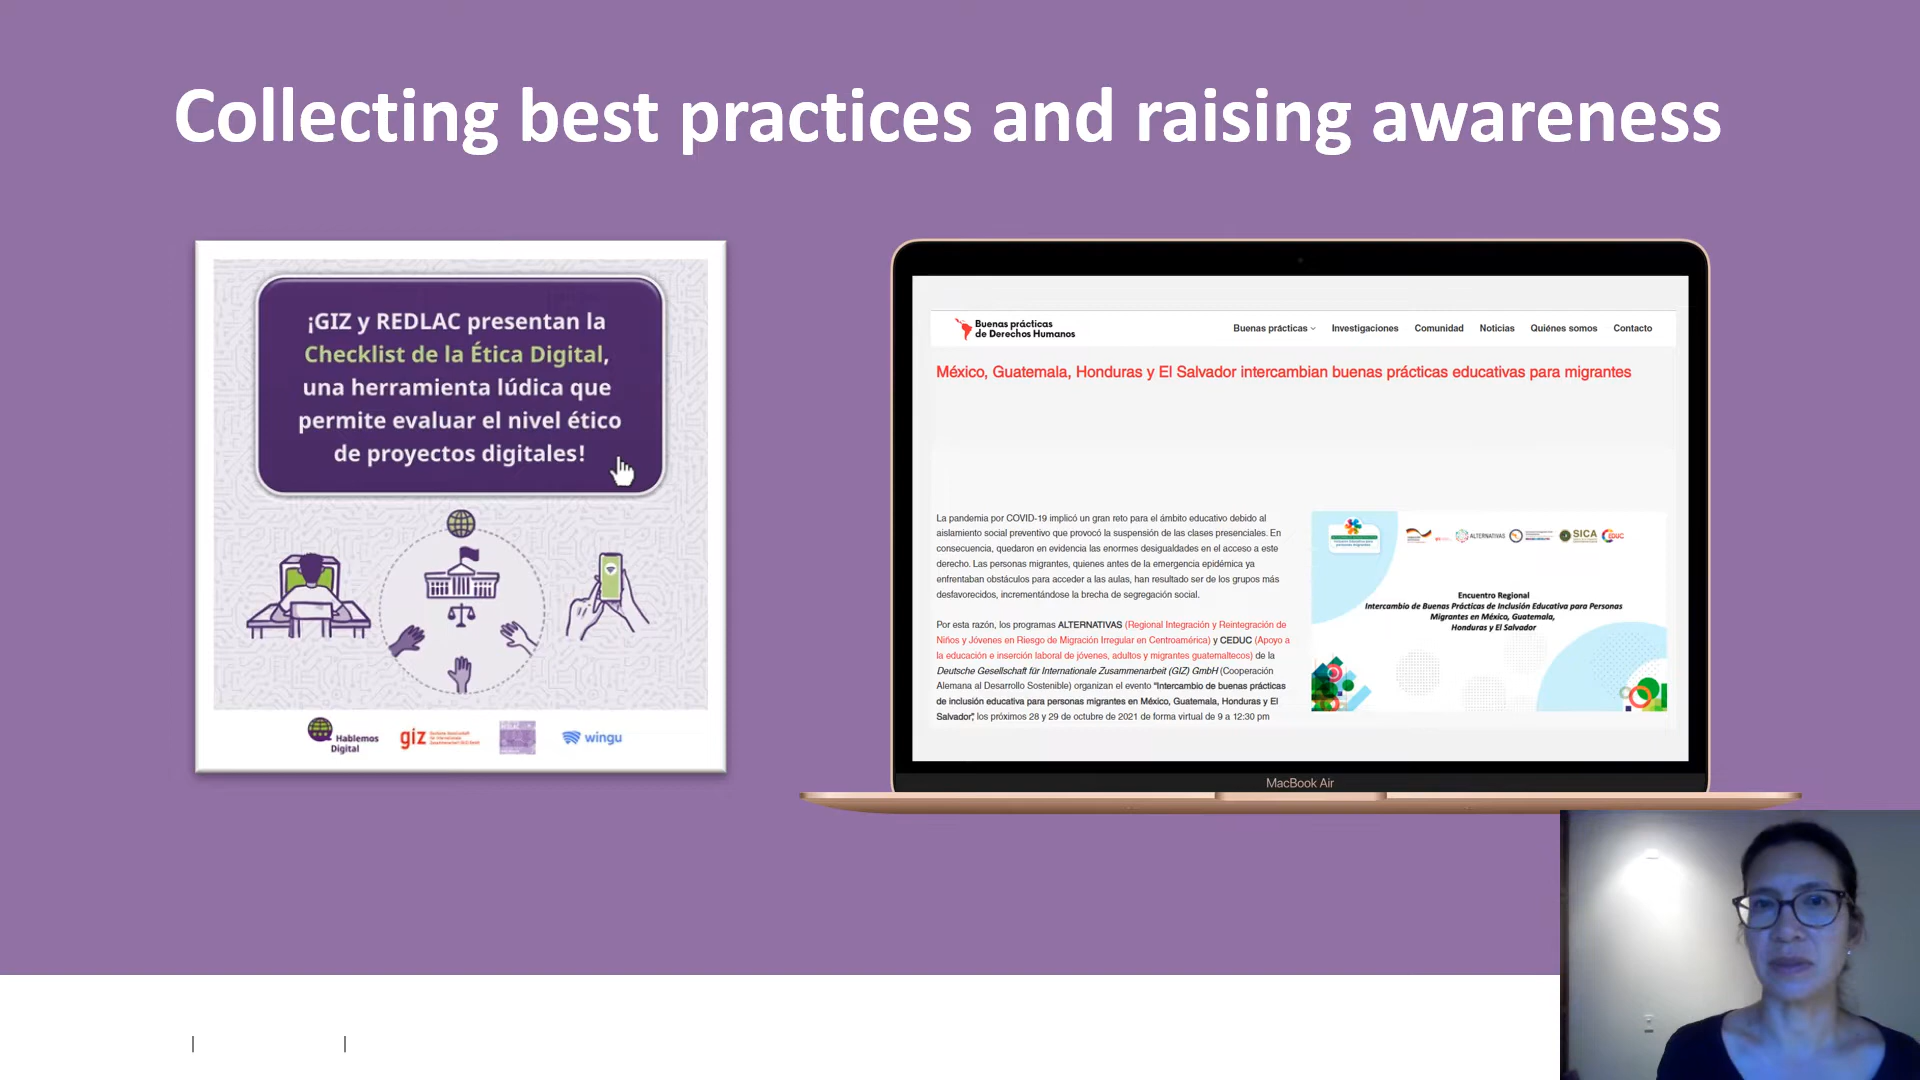 Collecting best practices and raising awareness
¡GIZ y REDLAC presentan la
Checklist de la Ética Digital,
una herramienta lúdica que
permite evaluar el nivel ético
de proyectos digitales!
Hablemos
Digital
giz
wingu
Buenas prácticas
de Derechos Humanos
Buenas prácticas Investigaciones Comunidad Noticias Quiénes somos Contacto
México, Guatemala, Honduras y El Salvador intercambian buenas prácticas educativas para migrantes
La pandemia por COVID-19 implicó un gran reto para el ámbito educativo debido al
aislamiento social preventivo que provocó la suspensión de las clases presenciales. En
consecuencia, quedaron en evidencia las enormes desigualdades en el acceso a este
derecho. Las personas migrantes, quienes antes de la emergencia epidémica ya
enfrentaban obstáculos para acceder a las aulas, han resultado ser de los grupos más
desfavorecidos, incrementándose la brecha de segregación social.
Por esta razón, los programas ALTERNATIVAS (Regional Integración y Reintegración de
Niños y Jóvenes en Riesgo de Migración Irregular en Centroamérica) y CEDUC (Apoyo a
la educación e inserción laboral de jóvenes, adultos y migrantes guatemaltecos) de la
Deutsche Gesellschaft für Internationale Zusammenarbeit (GIZ) GmbH (Cooperación
Alemana al Desarrollo Sostenible) organizan el evento "Intercambio de buenas prácticas
de inclusión educativa para personas migrantes en México, Guatemala, Honduras y El
Salvador", los próximos 28 y 29 de octubre de 2021 de forma virtual de 9 a 12:30 pm
ALTERNATIVAS
SICA
CEDUC
Encuentro Regional
Intercambio de Buenas Prácticas de Inclusión Educativa para Personas
Migrantes en México, Guatemala,
Honduras y El Salvador
MacBook Air